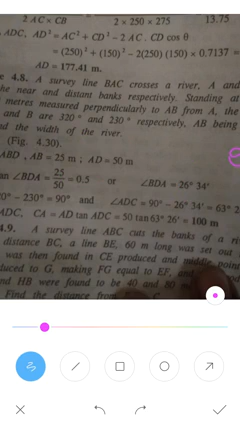 2 AC × CB 2 × 250 × 275 13.75
ADC, AD² = AC² + CD² – 2 AC . CD cos θ
= (250)² + (150)² – 2(250) (150) × 0.7137 =
AD = 177.41 m.
4.8. A survey line BAC crosses a river, A and
the near and distant banks respectively. Standing at
metres measured perpendicularly to AB from A, the
and B are 320° and 230° respectively, AB being
nd the width of the river.
(Fig. 4.30).
ABD , AB = 25 m ; AD = 50 m
an ∠BDA = 25/50 = 0.5 or ∠BDA = 26° 34′
0° – 230° = 90° and ∠ADC = 90° – 26° 34′ = 63° 2
ADC, CA = AD tan ADC = 50 tan 63° 26′ = 100 m
4.9. A survey line ABC cuts the banks of a ri
distance BC, a line BE, 60 m long was set out
was then found in CE produced and middle point
duced to G, making FG equal to EF, and
nd HB were found to be 40 and 80 m
Find the distance from C